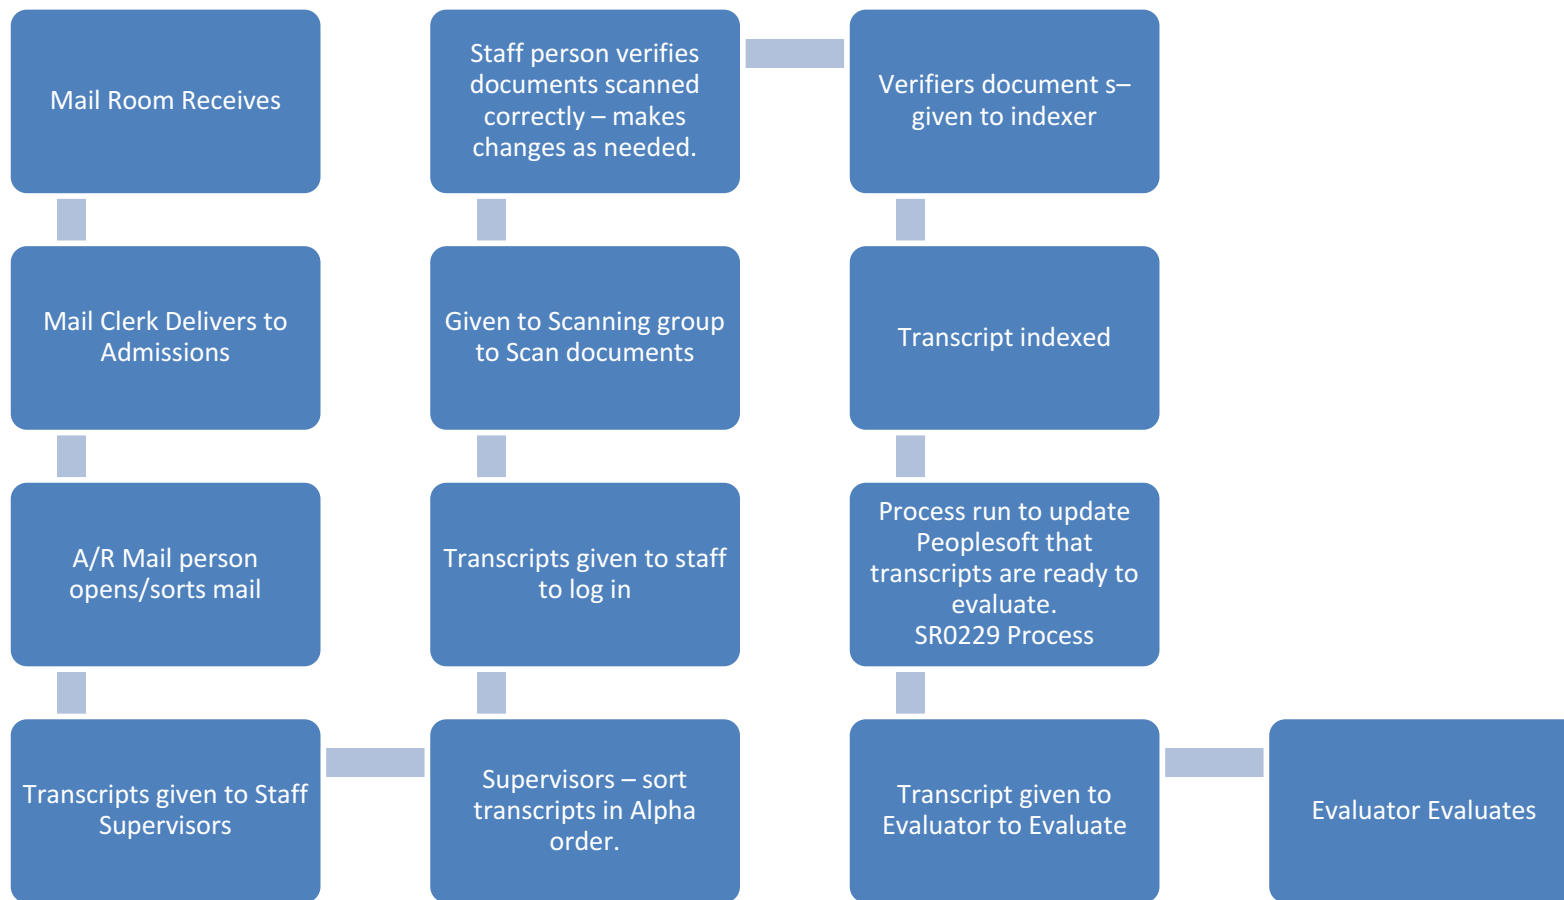 Mail Room Receives
Mail Clerk Delivers to
Admissions
A/R Mail person
opens/sorts mail
Transcripts given to Staff
Supervisors
Supervisors – sort
transcripts in Alpha
order.
Transcripts given to staff
to log in
Given to Scanning group
to Scan documents
Staff person verifies
documents scanned
correctly – makes
changes as needed.
Verifiers document s–
given to indexer
Transcript indexed
Process run to update
Peoplesoft that
transcripts are ready to
evaluate.
SR0229 Process
Transcript given to
Evaluator to Evaluate
Evaluator Evaluates